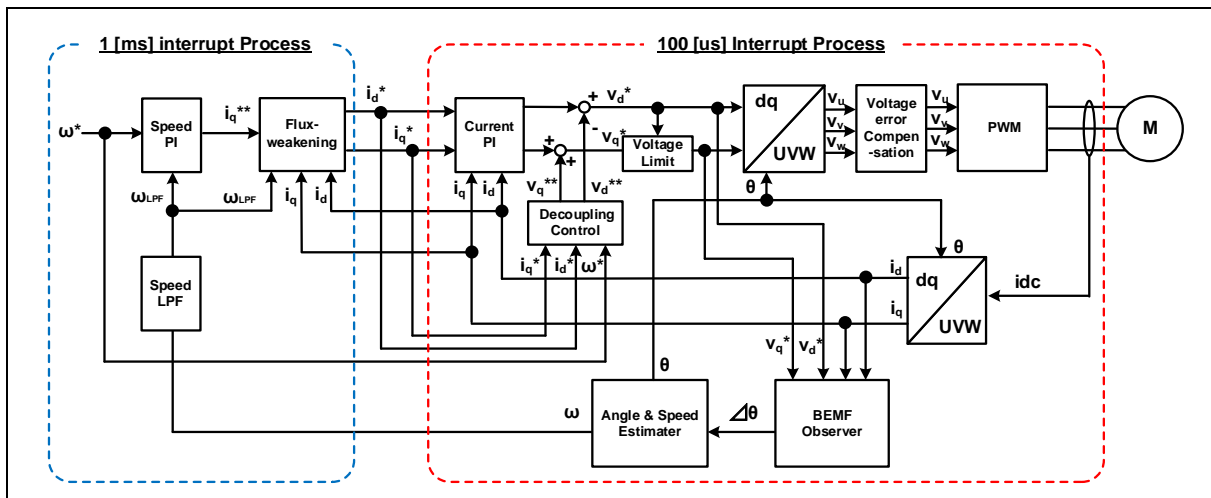 1 [ms] interrupt Process
100 [us] Interrupt Process
ω*
Speed
PI
iq**
Flux-
weakening
id*
iq*
Current
PI
+
-
vd*
+
+
vq*
Voltage
Limit
dq
UVW
vu
vv
vw
Voltage
error
Compen
-sation
vu
vv
vw
PWM
M
ωLPF
ωLPF
iq
id
iq
id
vq**
vd**
Decoupling
Control
iq*
id*
ω*
θ
θ
Speed
LPF
id
iq
dq
UVW
idc
vq*
vd*
θ
ω
Angle & Speed
Estimater
⊿θ
BEMF
Observer